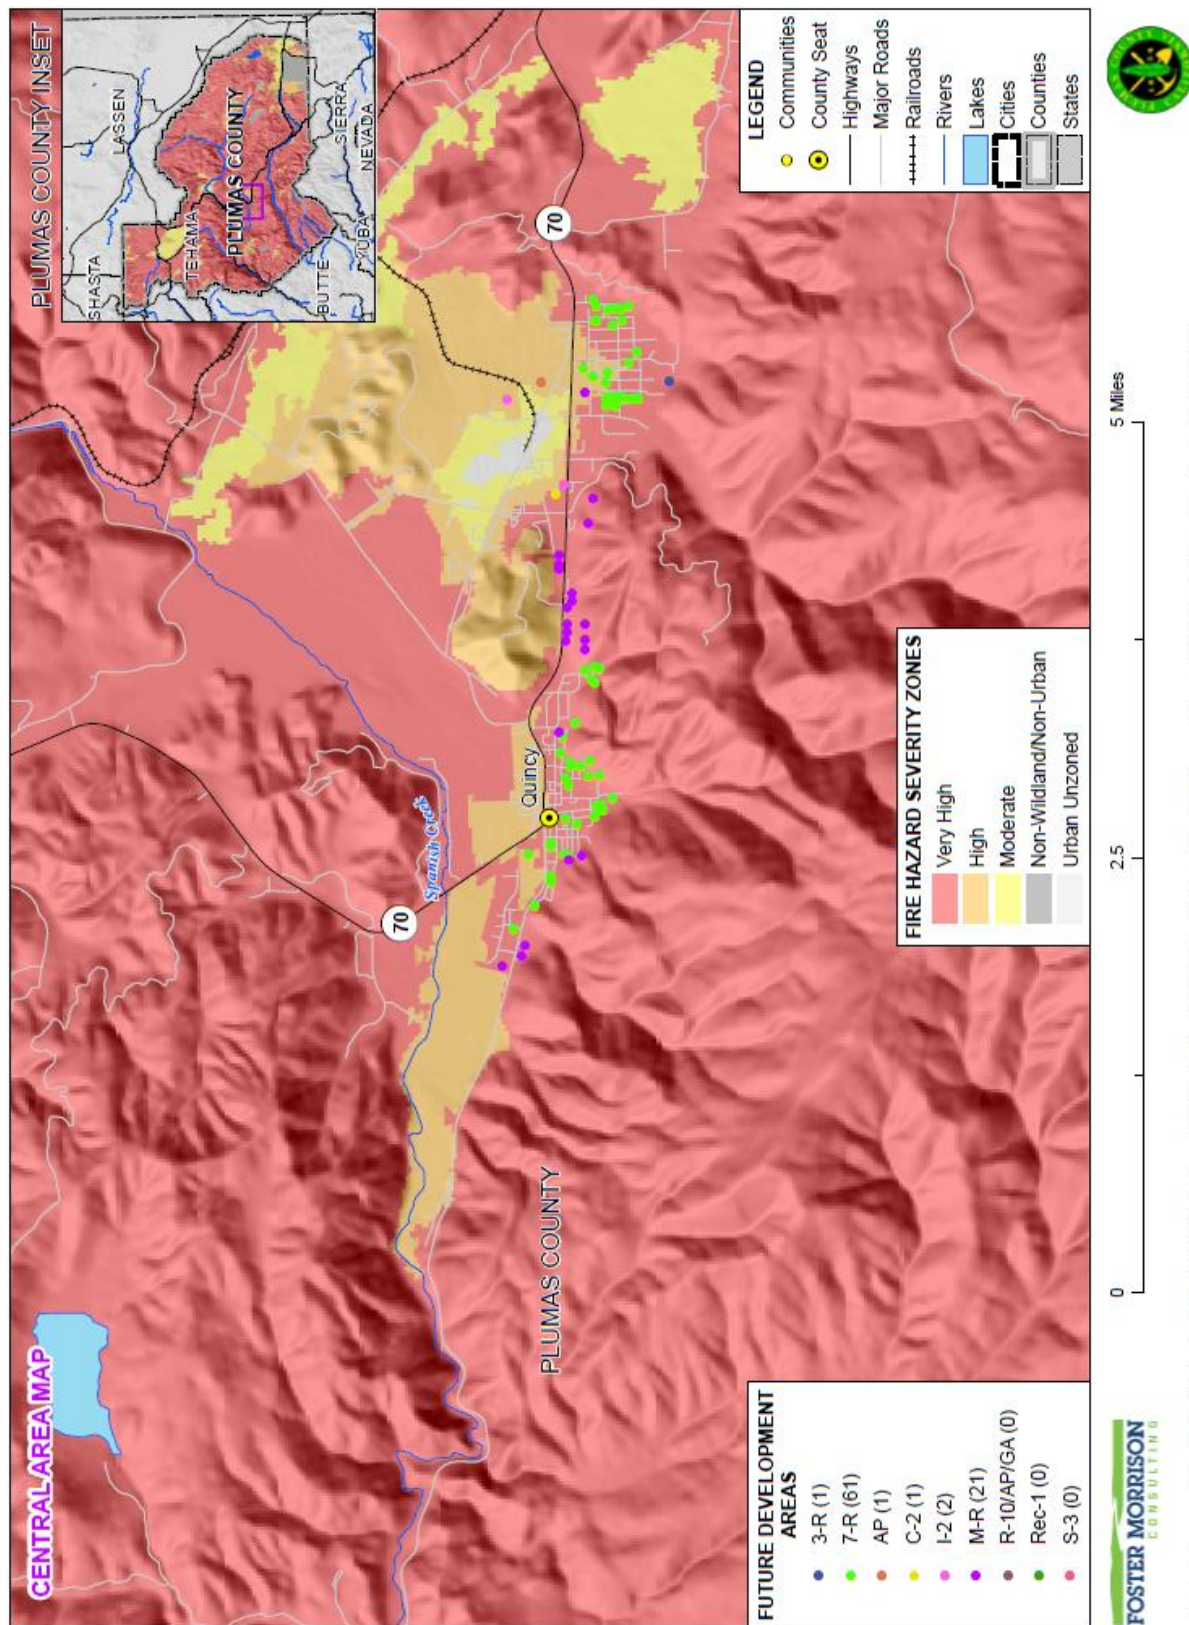 CENTRAL AREA MAP
PLUMAS COUNTY INSET
SHASTA
LASSEN
TEHAMA
PLUMAS COUNTY
BUTTE
YUBA
SIERRA
NEVADA
70
Spanish Creek
Quincy
70
PLUMAS COUNTY
LEGEND
Communities
County Seat
Highways
Major Roads
Railroads
Rivers
Lakes
Cities
Counties
States
FIRE HAZARD SEVERITY ZONES
Very High
High
Moderate
Non-Wildland/Non-Urban
Urban Unzoned
FUTURE DEVELOPMENT
AREAS
3-R (1)
7-R (61)
AP (1)
C-2 (1)
I-2 (2)
M-R (21)
R-10/AP/GA (0)
Rec-1 (0)
S-3 (0)
0
2.5
5 Miles
FOSTER MORRISON
CONSULTING